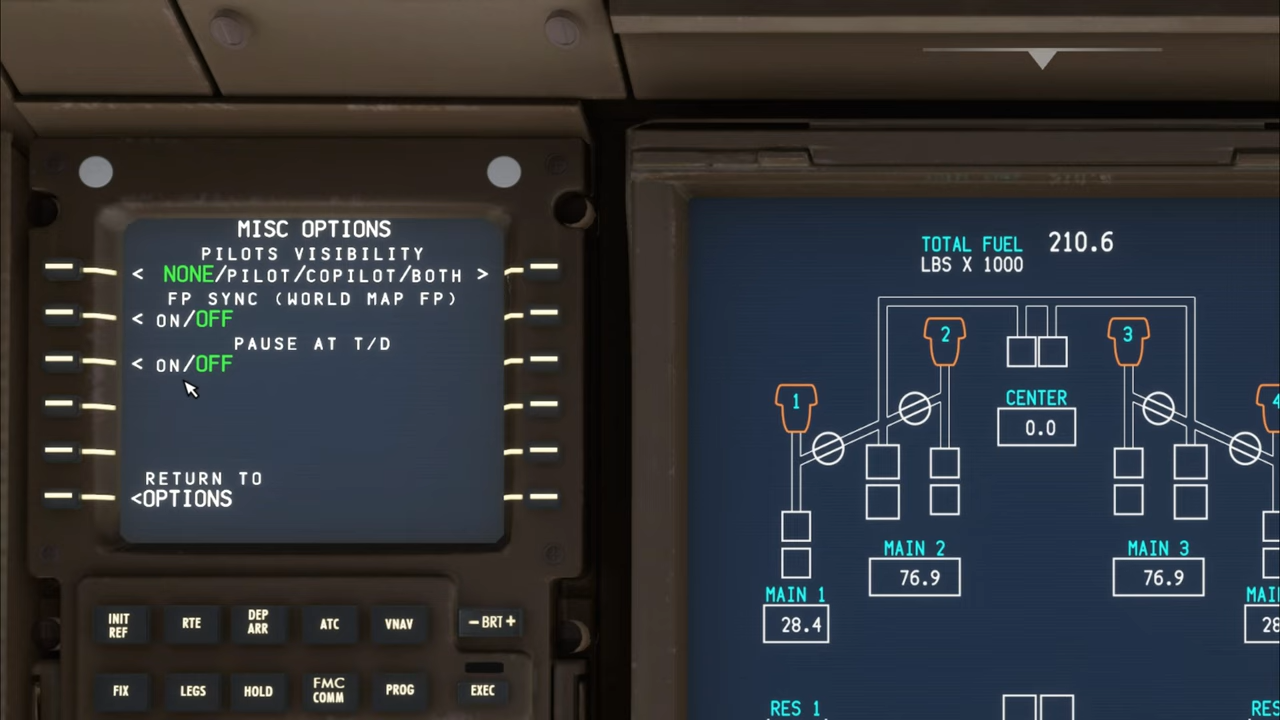 MISC OPTIONS
PILOTS VISIBILITY
< NONE/PILOT/COPILOT/BOTH >
FP SYNC (WORLD MAP FP)
< ON/OFF
PAUSE AT T/D
< ON/OFF
RETURN TO
<OPTIONS
INIT REF
RTE
DEP ARR
ATC
VNAV
- BRT +
FIX
LEGS
HOLD
FMC COMM
PROG
EXEC
TOTAL FUEL 210.6
LBS X 1000
1
2
3
4
CENTER
0.0
MAIN 2
76.9
MAIN 3
76.9
MAIN 1
28.4
RES 1